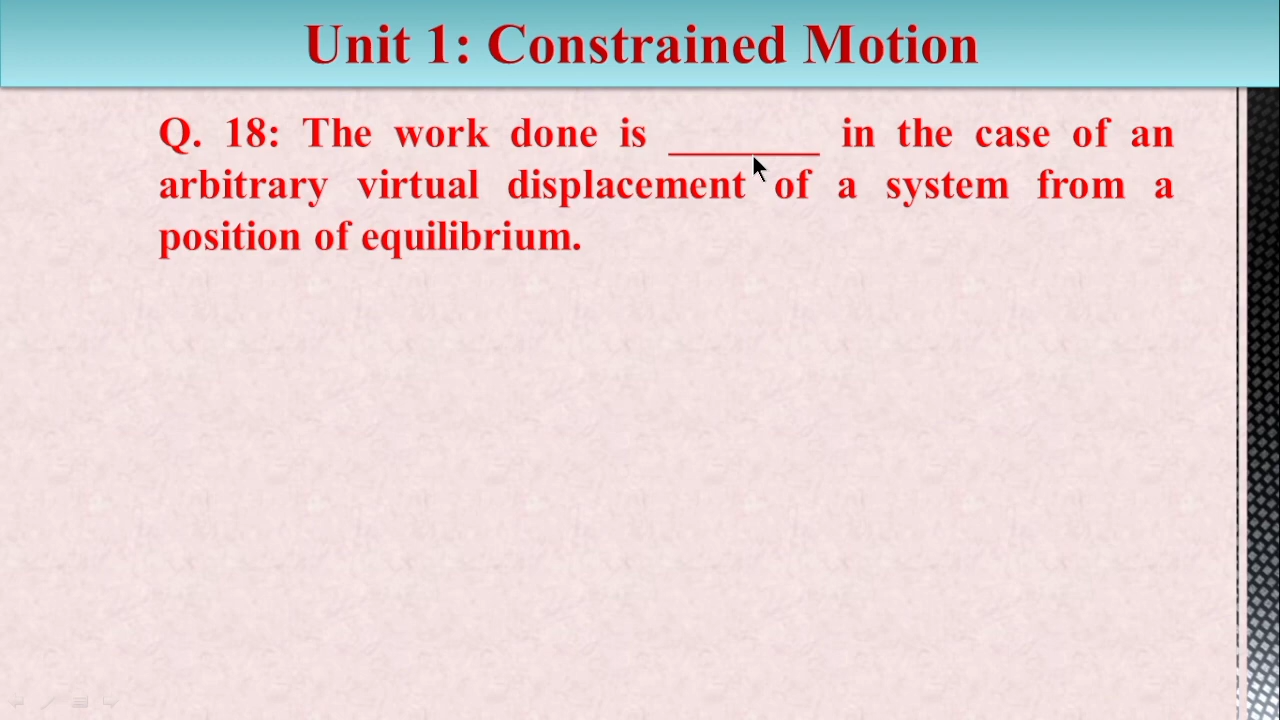 Unit 1: Constrained Motion
Q. 18: The work done is _______ in the case of an
arbitrary virtual displacement of a system from a
position of equilibrium.